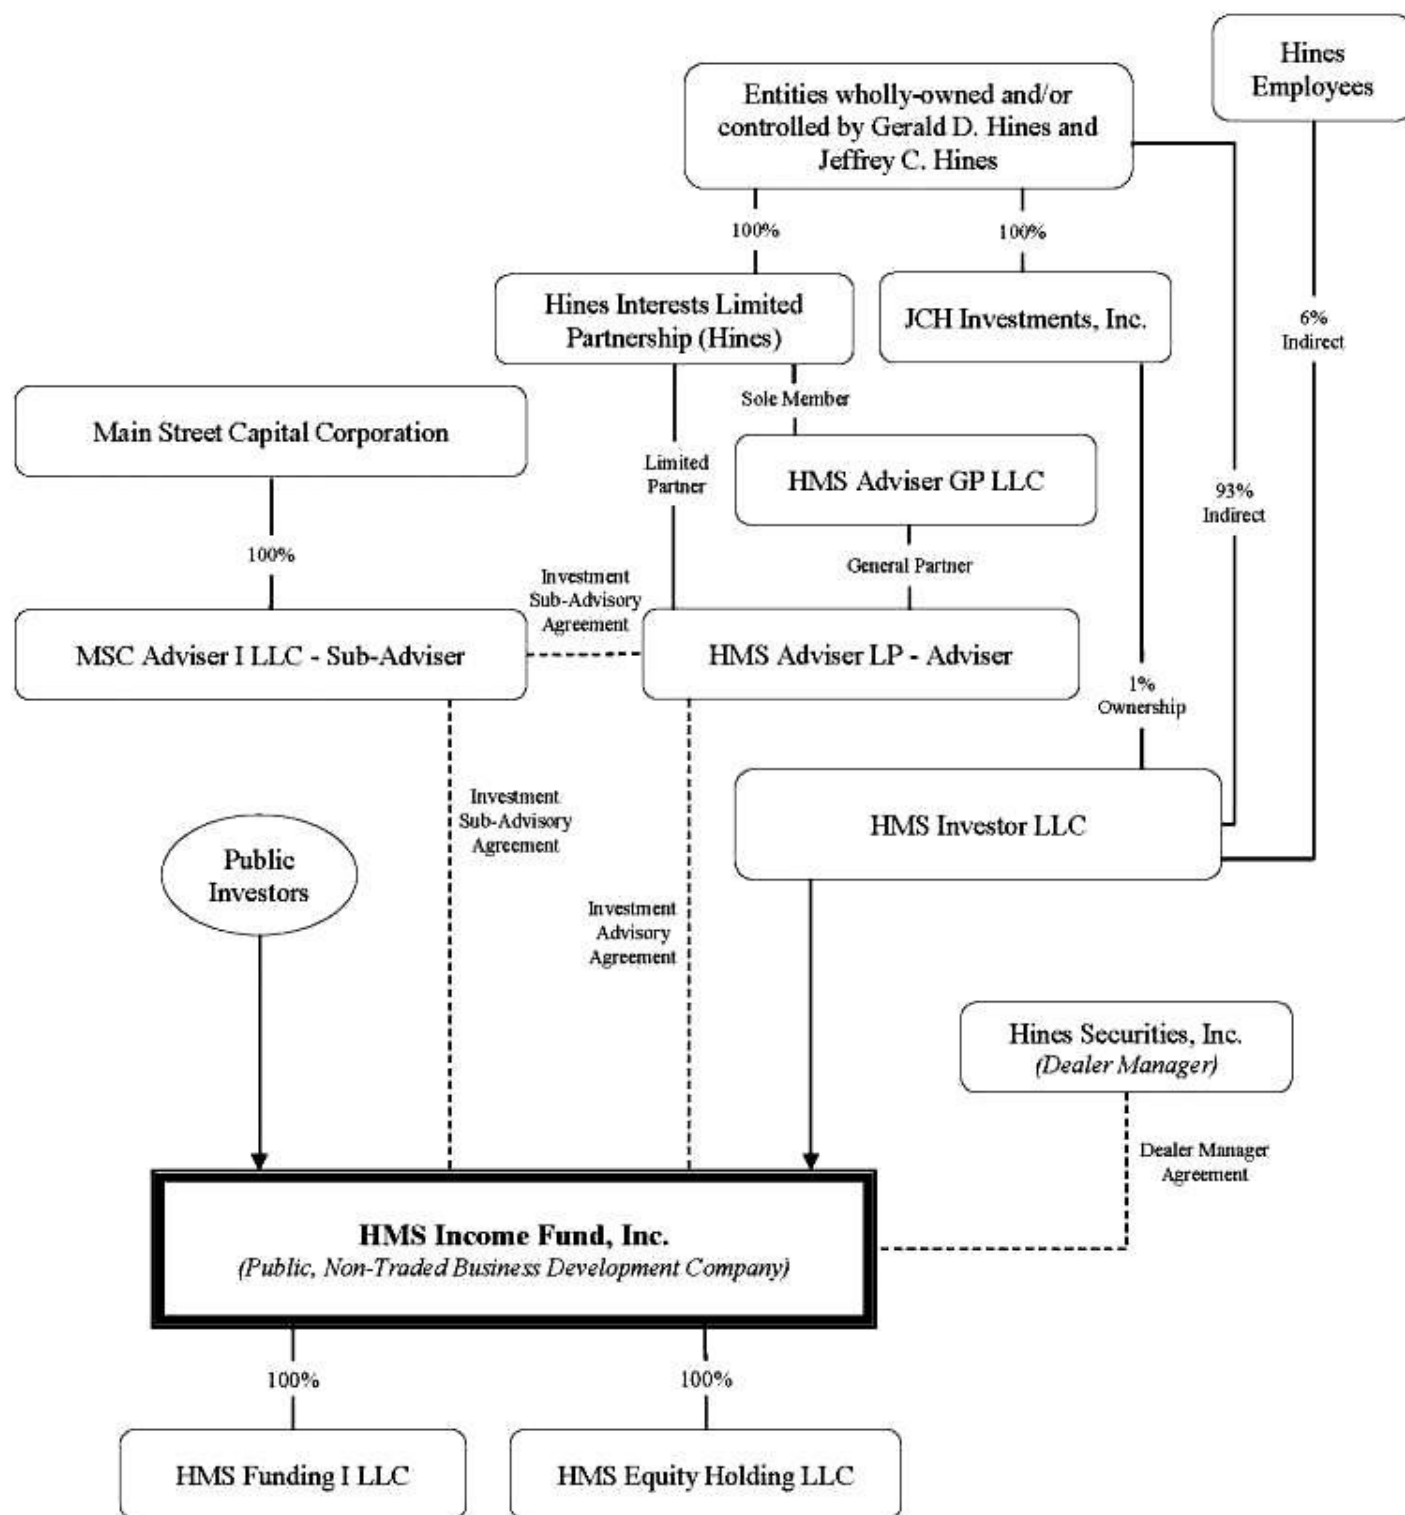 Hines
Employees
Entities wholly-owned and/or
controlled by Gerald D. Hines and
Jeffrey C. Hines
100%
100%
Hines Interests Limited
Partnership (Hines)
JCH Investments, Inc.
6%
Indirect
Sole Member
Main Street Capital Corporation
Limited
Partner
HMS Adviser GP LLC
93%
Indirect
100%
General Partner
Investment
Sub-Advisory
Agreement
MSC Adviser I LLC - Sub-Adviser
HMS Adviser LP - Adviser
1%
Ownership
Investment
Sub-Advisory
Agreement
HMS Investor LLC
Public
Investors
Investment
Advisory
Agreement
Hines Securities, Inc.
(Dealer Manager)
Dealer Manager
Agreement
HMS Income Fund, Inc.
(Public, Non-Traded Business Development Company)
100%
100%
HMS Funding I LLC
HMS Equity Holding LLC